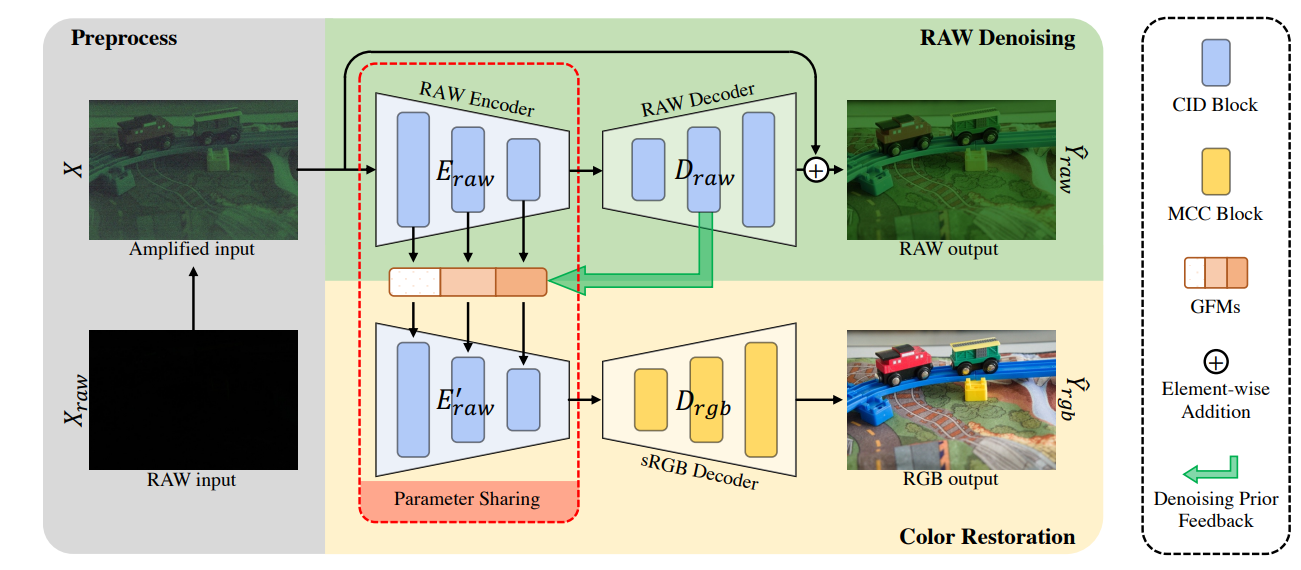 Preprocess
RAW Denoising
RAW Encoder
RAW Decoder
X
E_raw
D_raw
Ŷ_raw
Amplified input
RAW output
X_raw
E'_raw
D_rgb
Ŷ_rgb
sRGB Decoder
RAW input
RGB output
Parameter Sharing
Color Restoration
CID Block
MCC Block
GFMs
Element-wise
Addition
Denoising Prior
Feedback